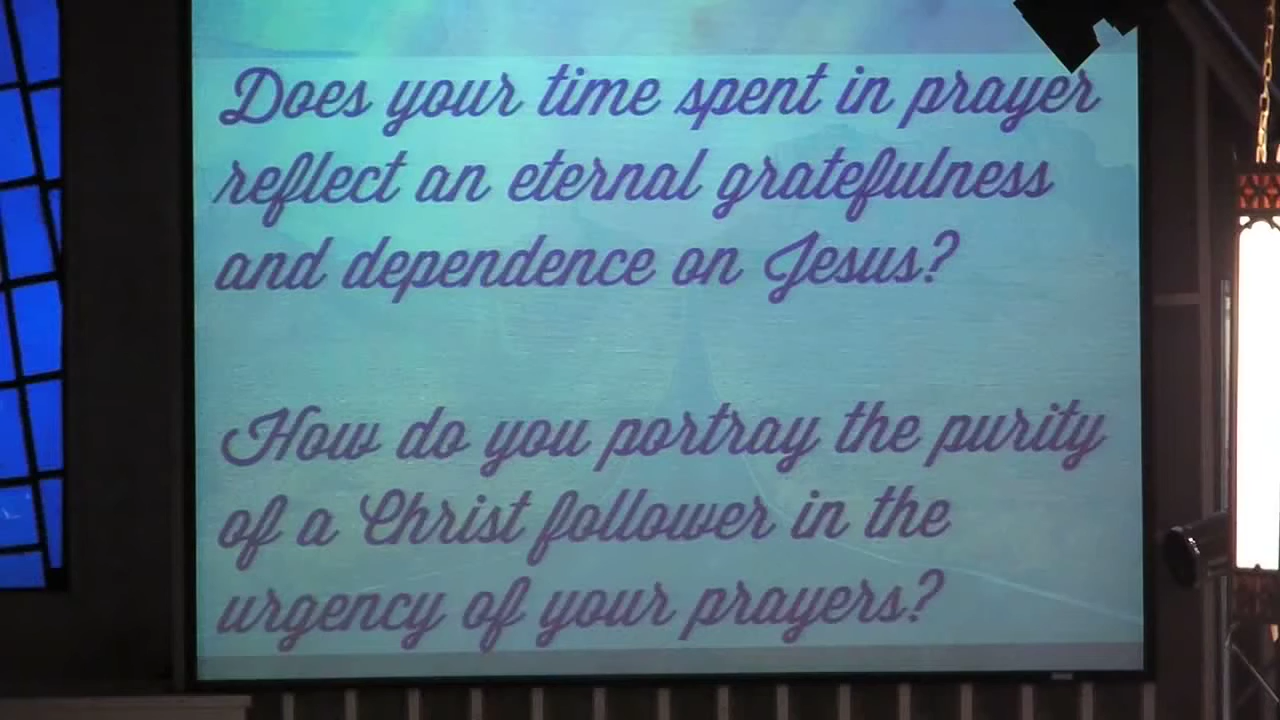 Does your time spent in prayer
reflect an eternal gratefulness
and dependence on Jesus?
How do you portray the purity
of a Christ follower in the
urgency of your prayers?